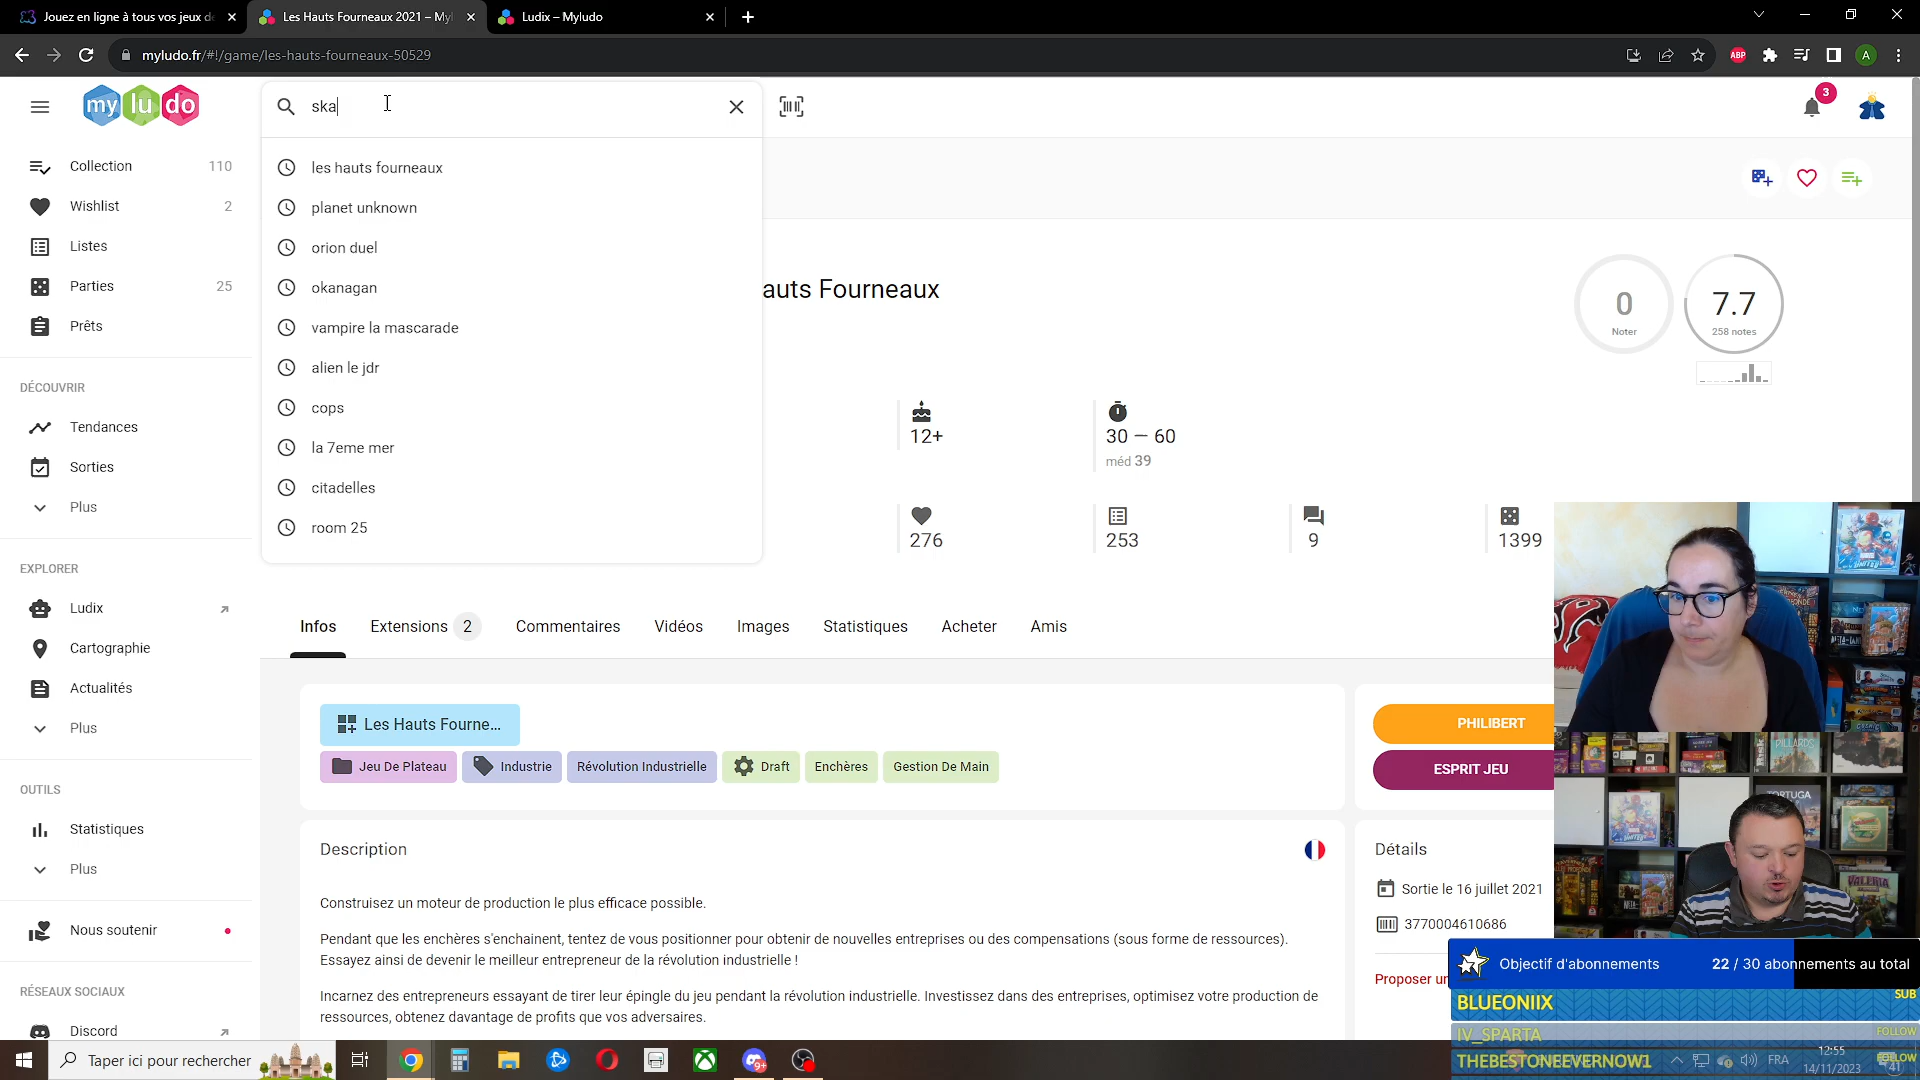 Jouez en ligne à tous vos jeux de
Les Hauts Fourneaux 2021 – My
Ludix – Myludo
myludo.fr/#!/game/les-hauts-fourneaux-50529
ABP
A
my lu do
ska
3
Collection 110
Wishlist 2
Listes
Parties 25
Prêts
DÉCOUVRIR
Tendances
Sorties
Plus
EXPLORER
Ludix
Cartographie
Actualités
Plus
OUTILS
Statistiques
Plus
Nous soutenir
RÉSEAUX SOCIAUX
Discord
les hauts fourneaux
planet unknown
orion duel
okanagan
vampire la mascarade
alien le jdr
cops
la 7eme mer
citadelles
room 25
auts Fourneaux
0
Noter
7.7
258 notes
12+
30 — 60
méd 39
276
253
9
1399
Infos
Extensions 2
Commentaires
Vidéos
Images
Statistiques
Acheter
Amis
Les Hauts Fourne...
Jeu De Plateau
Industrie
Révolution Industrielle
Draft
Enchères
Gestion De Main
PHILIBERT
ESPRIT JEU
Description
Construisez un moteur de production le plus efficace possible.
Pendant que les enchères s'enchainent, tentez de vous positionner pour obtenir de nouvelles entreprises ou des compensations (sous forme de ressources).
Essayez ainsi de devenir le meilleur entrepreneur de la révolution industrielle !
Incarnez des entrepreneurs essayant de tirer leur épingle du jeu pendant la révolution industrielle. Investissez dans des entreprises, optimisez votre production de
ressources, obtenez davantage de profits que vos adversaires.
Détails
Sortie le 16 juillet 2021
3770004610686
Proposer un
PILLARDS
TORTUGA
VALERIA
Objectif d'abonnements
22 / 30 abonnements au total
BLUEONIIX SUB
IV_SPARTA FOLLOW
THEBESTONEEVERNOW1 FOLLOW
Taper ici pour rechercher
9+
FRA
12:55
14/11/2023
41